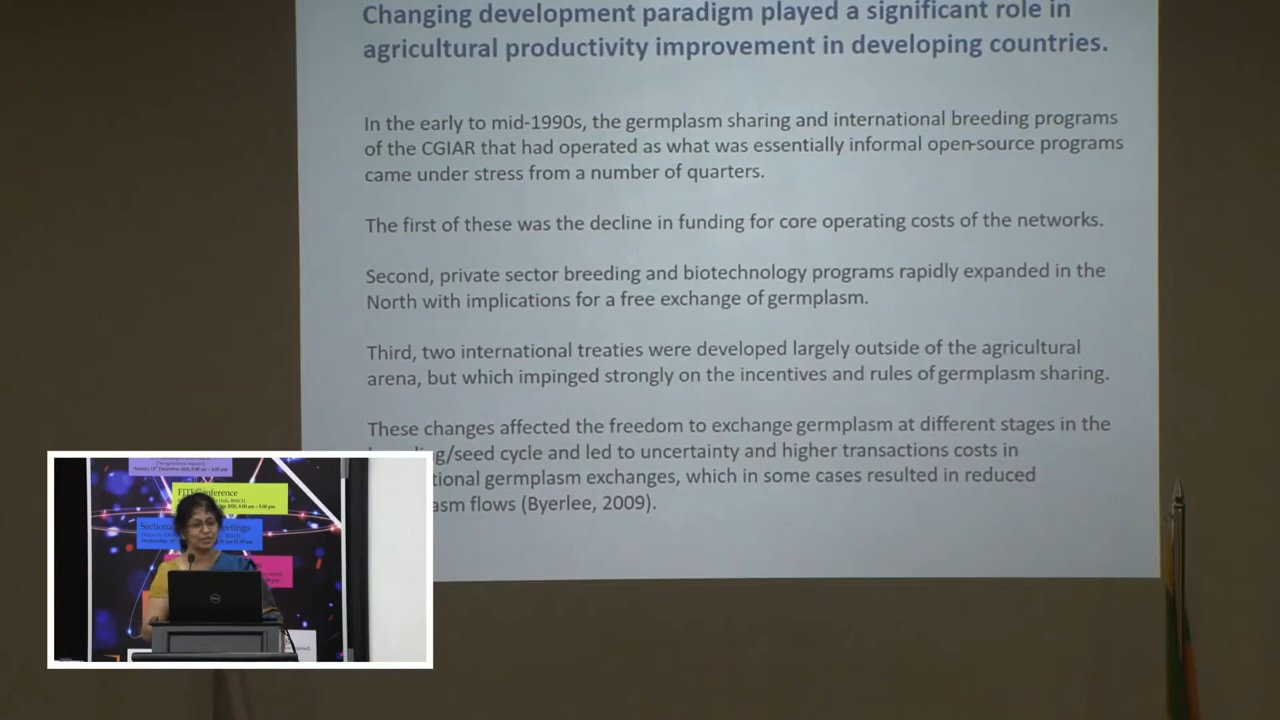 Changing development paradigm played a significant role in
agricultural productivity improvement in developing countries.
In the early to mid-1990s, the germplasm sharing and international breeding programs
of the CGIAR that had operated as what was essentially informal open-source programs
came under stress from a number of quarters.
The first of these was the decline in funding for core operating costs of the networks.
Second, private sector breeding and biotechnology programs rapidly expanded in the
North with implications for a free exchange of germplasm.
Third, two international treaties were developed largely outside of the agricultural
arena, but which impinged strongly on the incentives and rules of germplasm sharing.
These changes affected the freedom to exchange germplasm at different stages in the
g/seed cycle and led to uncertainty and higher transactions costs in
tional germplasm exchanges, which in some cases resulted in reduced
asm flows (Byerlee, 2009).
Conference
Section
etings
DELL